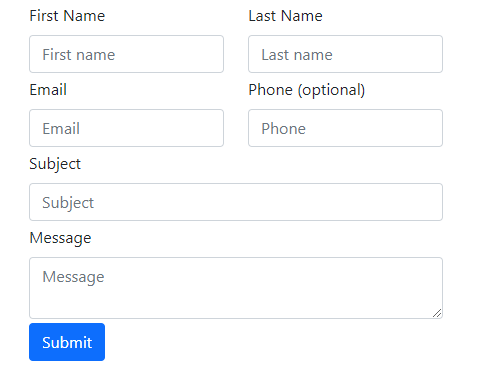 First Name Last Name
First name Last name
Email Phone (optional)
Email Phone
Subject
Subject
Message
Message
Submit